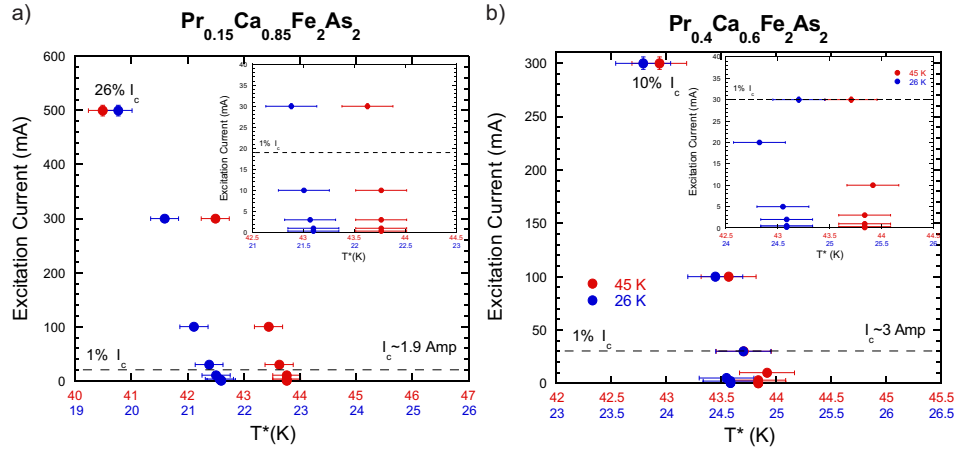 a)
Pr0.15Ca0.85Fe2As2
Excitation Current (mA)
600
500
400
300
200
100
0
26% Ic
1% Ic
Ic~1.9 Amp
40 41 42 43 44 45 46
19 20 21 22 23 24 25 26
T*(K)
Excitation Current (mA)
40
35
30
25
20
15
10
5
0
1% Ic
42.5 43 43.5 44 44.5
21 21.5 22 22.5 23
T*(K)
b)
Pr0.4Ca0.6Fe2As2
Excitation Current (mA)
300
250
200
150
100
50
0
10% Ic
45 K
26 K
1% Ic
Ic~3 Amp
42 42.5 43 43.5 44 44.5 45 45.5
23 23.5 24 24.5 25 25.5 26 26.5
T* (K)
Excitation Current (mA)
40
35
30
25
20
15
10
5
0
1% Ic
45 K
26 K
42.5 43.5 44.5 45.5
24 24.5 25 25.5 26 26.5
T*(K)